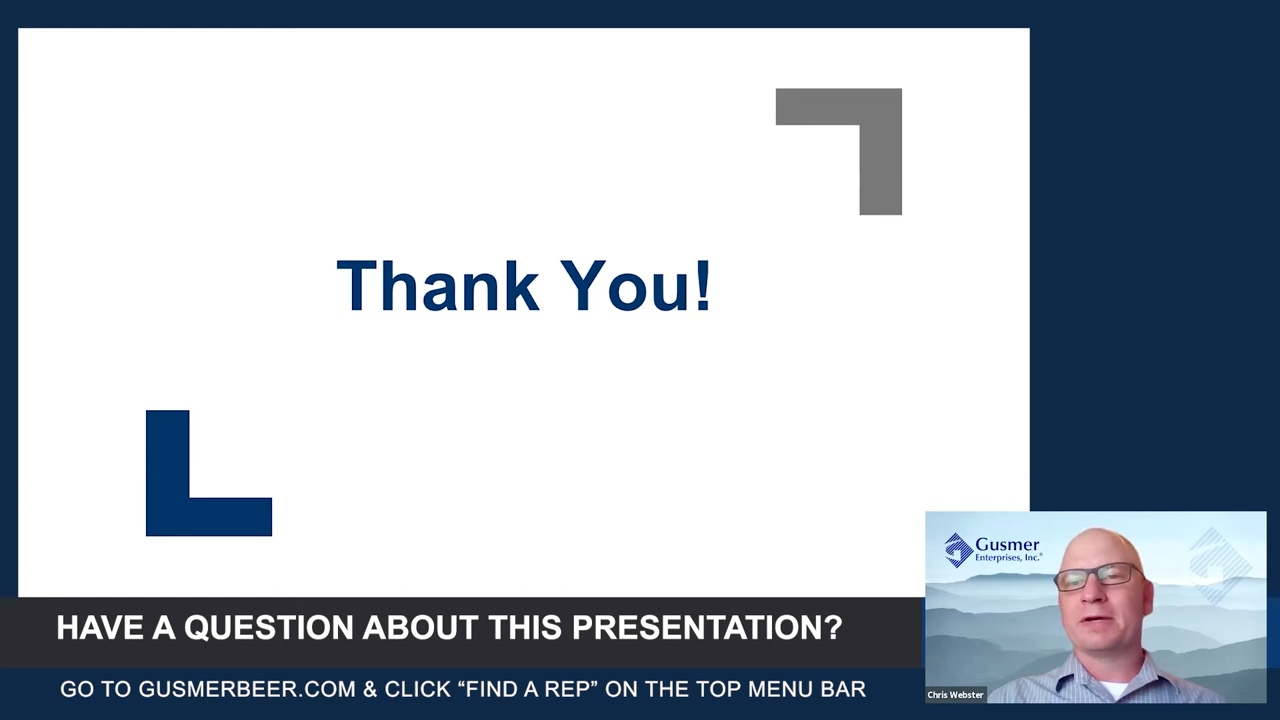 Thank You!
HAVE A QUESTION ABOUT THIS PRESENTATION?
GO TO GUSMERBEER.COM & CLICK “FIND A REP” ON THE TOP MENU BAR
Gusmer
Enterprises, Inc.®
Chris Webster